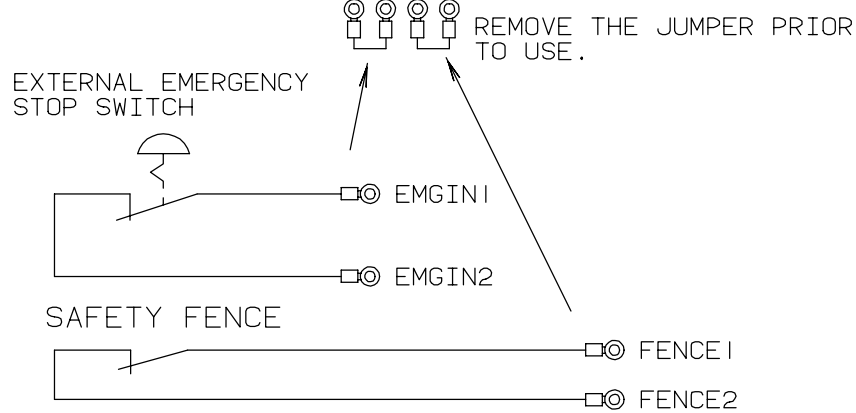 REMOVE THE JUMPER PRIOR
TO USE.
EXTERNAL EMERGENCY
STOP SWITCH
EMGIN1
EMGIN2
SAFETY FENCE
FENCE1
FENCE2